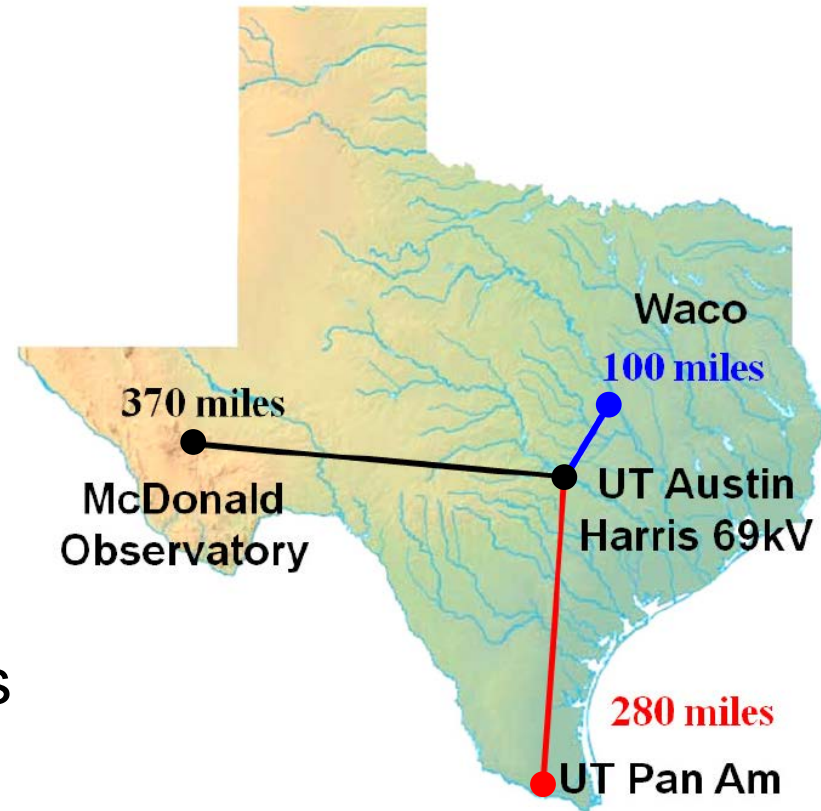 Waco
100 miles
370 miles
McDonald
Observatory
UT Austin
Harris 69kV
s
280 miles
UT Pan Am